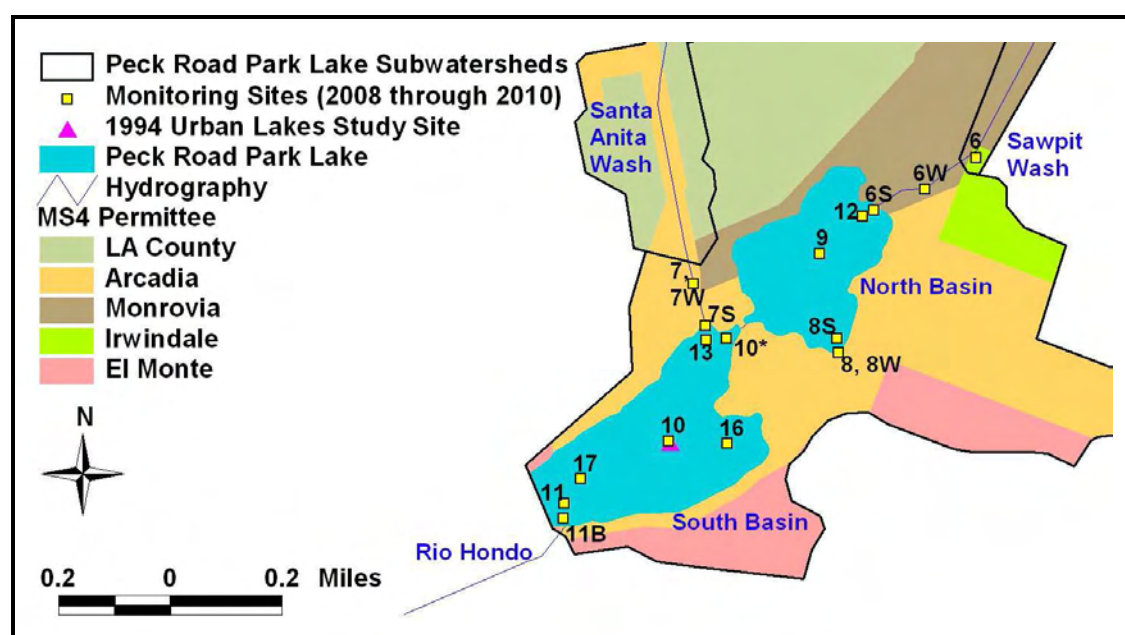 Peck Road Park Lake Subwatersheds
Monitoring Sites (2008 through 2010)
1994 Urban Lakes Study Site
Peck Road Park Lake
Hydrography
MS4 Permittee
LA County
Arcadia
Monrovia
Irwindale
El Monte
N
0.2 0 0.2 Miles
Santa
Anita
Wash
Sawpit
Wash
6
6W
6S
12
9
North Basin
7,
7W
7S
13
10*
8S
8, 8W
10
16
17
11
11B
South Basin
Rio Hondo